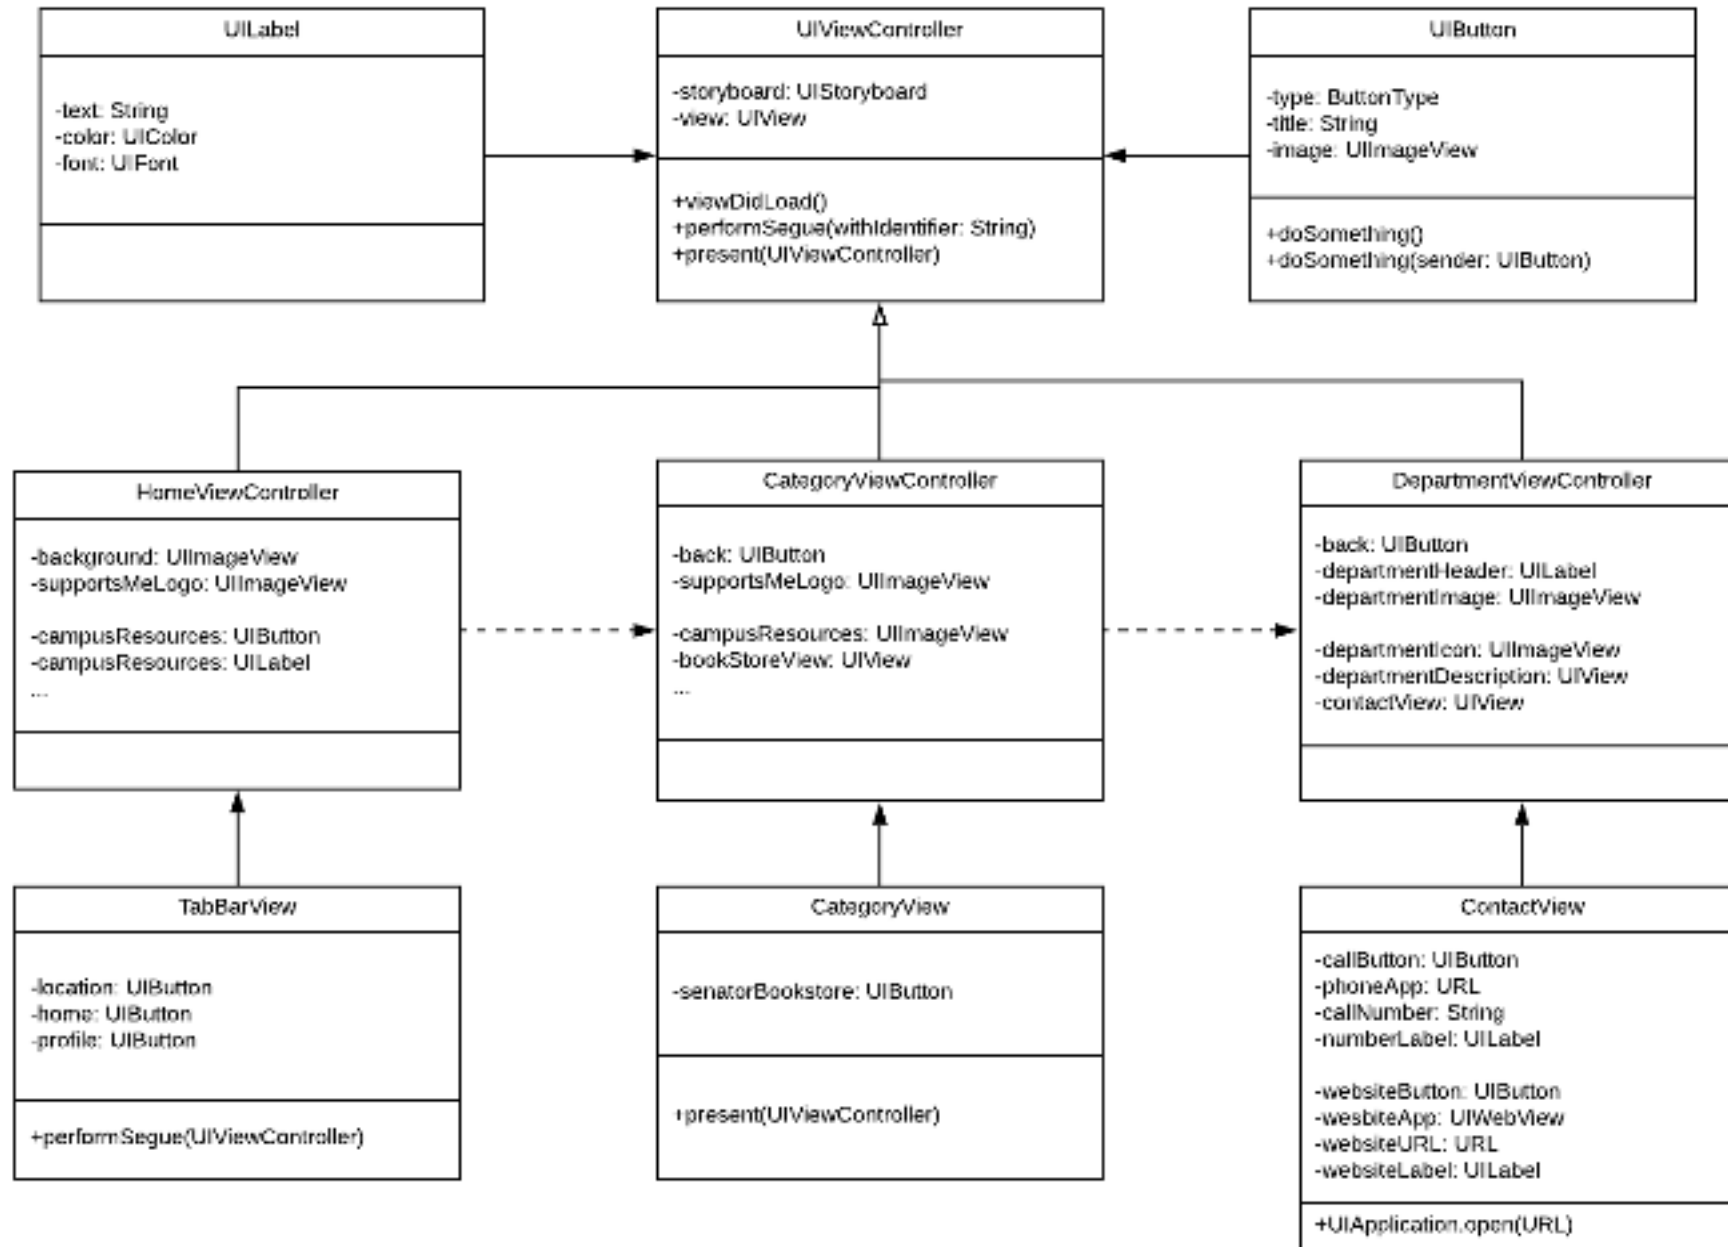 UILabel
-text: String
-color: UIColor
-font: UIFont
UIViewController
-storyboard: UIStoryboard
-view: UIView
+viewDidLoad()
+performSegue(withIdentifier: String)
+present(UIViewController)
UIButton
-type: ButtonType
-title: String
-image: UIImageView
+doSomething()
+doSomething(sender: UIButton)
HomeViewController
-background: UIImageView
-supportsMeLogo: UIImageView
-campusResources: UIButton
-campusResources: UILabel
...
CategoryViewController
-back: UIButton
-supportsMeLogo: UIImageView
-campusResources: UIImageView
-bookStoreView: UIView
...
DepartmentViewController
-back: UIButton
-departmentHeader: UILabel
-departmentImage: UIImageView
-departmentIcon: UIImageView
-departmentDescription: UIView
-contactView: UIView
TabBarView
-location: UIButton
-home: UIButton
-profile: UIButton
+performSegue(UIViewController)
CategoryView
-senatorBookstore: UIButton
+present(UIViewController)
ContactView
-callButton: UIButton
-phoneApp: URL
-callNumber: String
-numberLabel: UILabel
-websiteButton: UIButton
-wesbiteApp: UIWebView
-websiteURL: URL
-websiteLabel: UILabel
+UIApplication.open(URL)